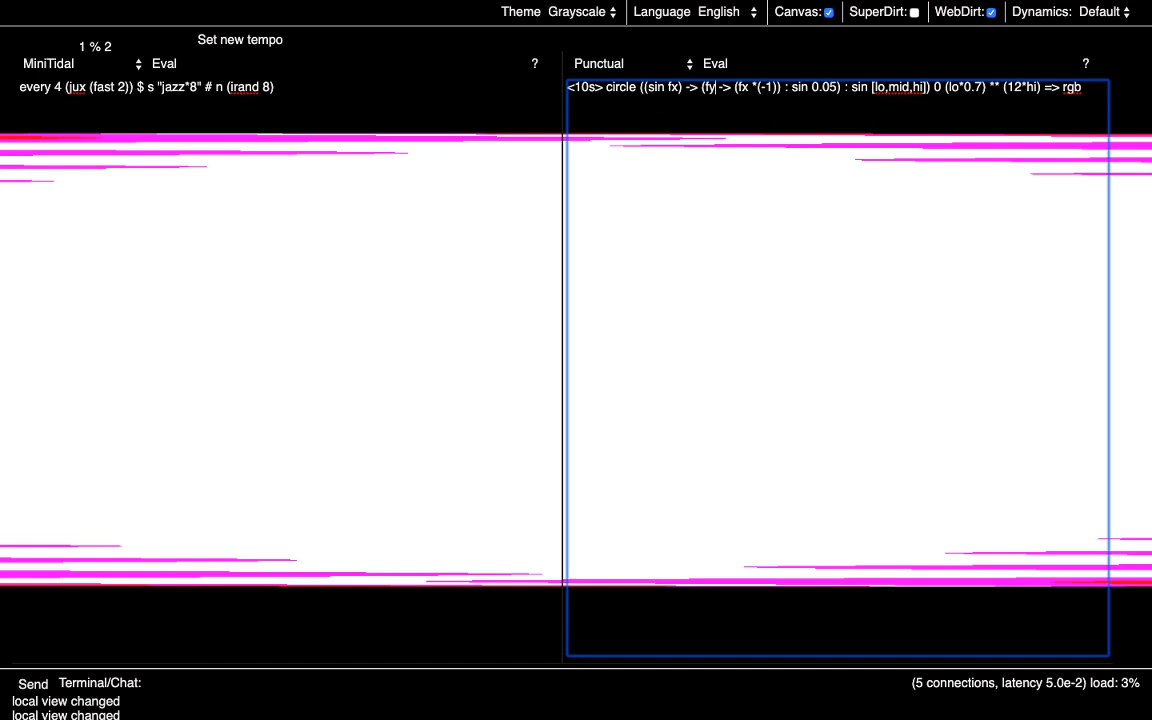 Theme Grayscale Language English Canvas: SuperDirt: WebDirt: Dynamics: Default
1 % 2 Set new tempo
MiniTidal Eval ? Punctual Eval ?
every 4 (jux (fast 2)) $ s "jazz*8" # n (irand 8)
<10s> circle ((sin fx) -> (fy -> (fx *(-1)) : sin 0.05) : sin [lo,mid,hi]) 0 (lo*0.7) ** (12*hi) => rgb
Send Terminal/Chat: (5 connections, latency 5.0e-2) load: 3%
local view changed
local view changed